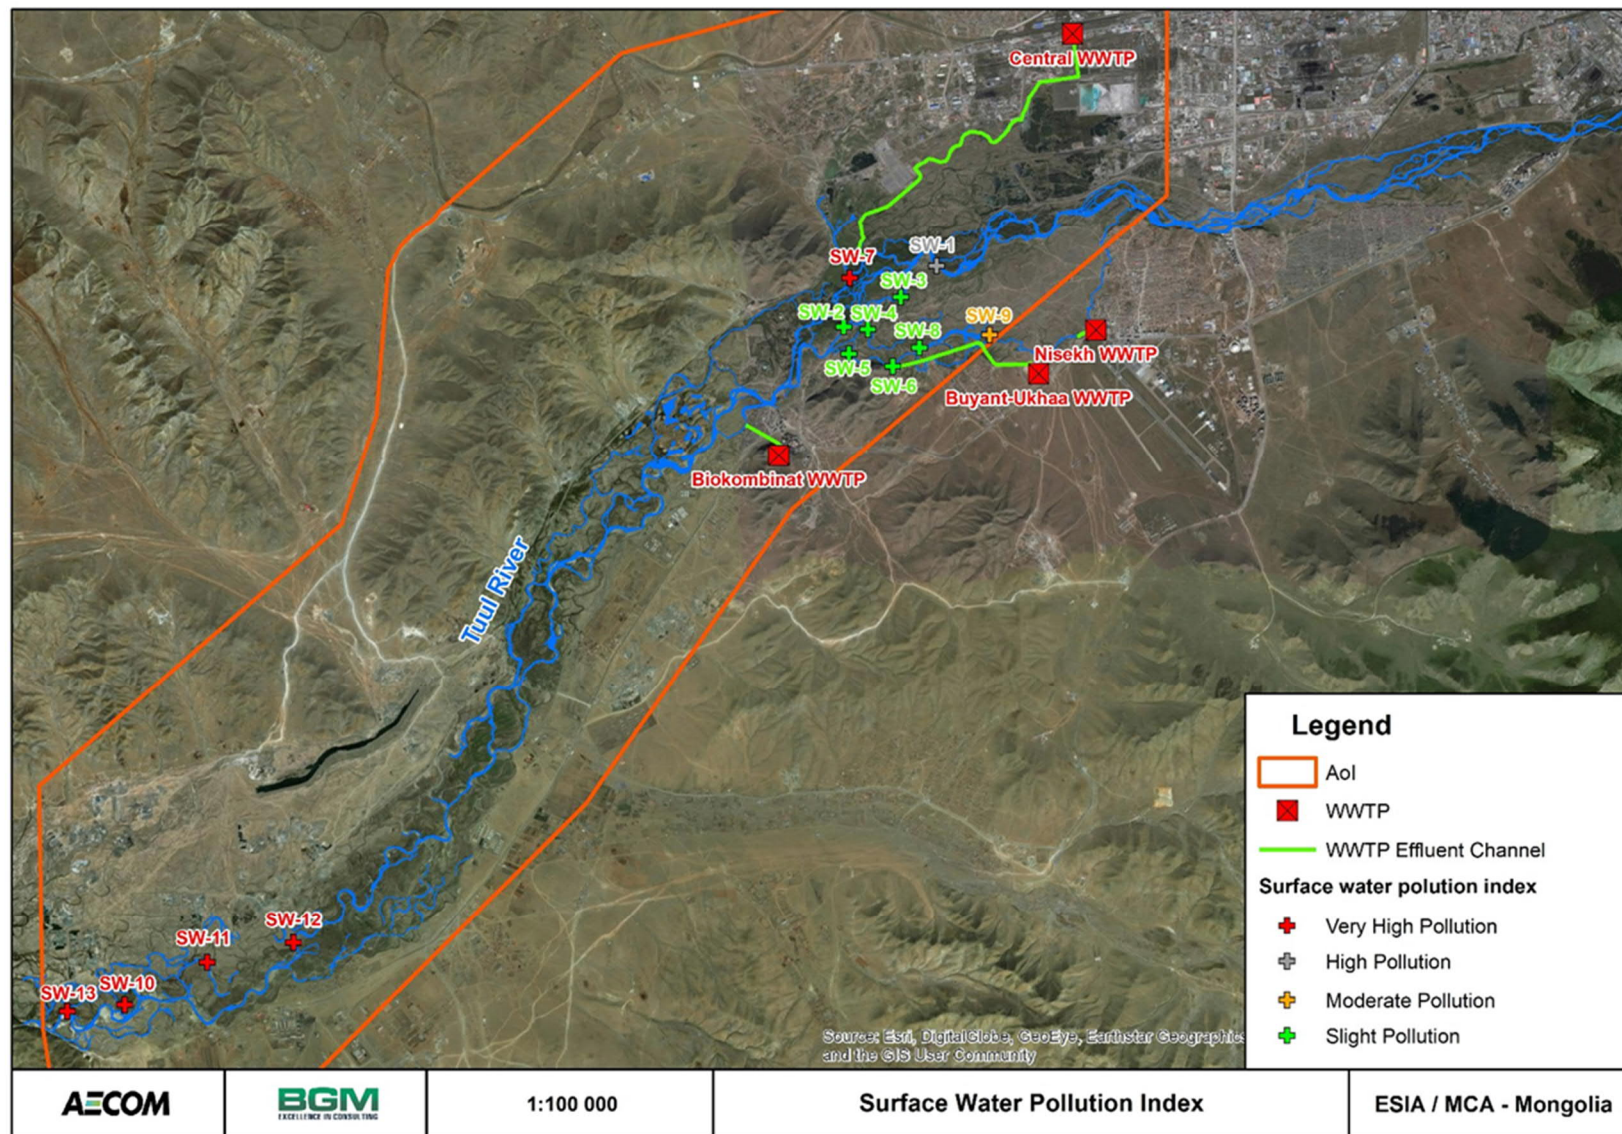 Central WWTP
SW-7
SW-1
SW-3
SW-2
SW-4
SW-9
SW-8
Nisekh WWTP
SW-5
SW-6
Buyant-Ukhaa WWTP
Biokombinat WWTP
Tuul River
SW-12
SW-11
SW-10
SW-13
Legend
AoI
WWTP
WWTP Effluent Channel
Surface water polution index
Very High Pollution
High Pollution
Moderate Pollution
Slight Pollution
Source: Esri, DigitalGlobe, GeoEye, Earthstar Geographics
and the GIS User Community
AECOM
BGM
EXCELLENCE IN CONSULTING
1:100 000
Surface Water Pollution Index
ESIA / MCA - Mongolia